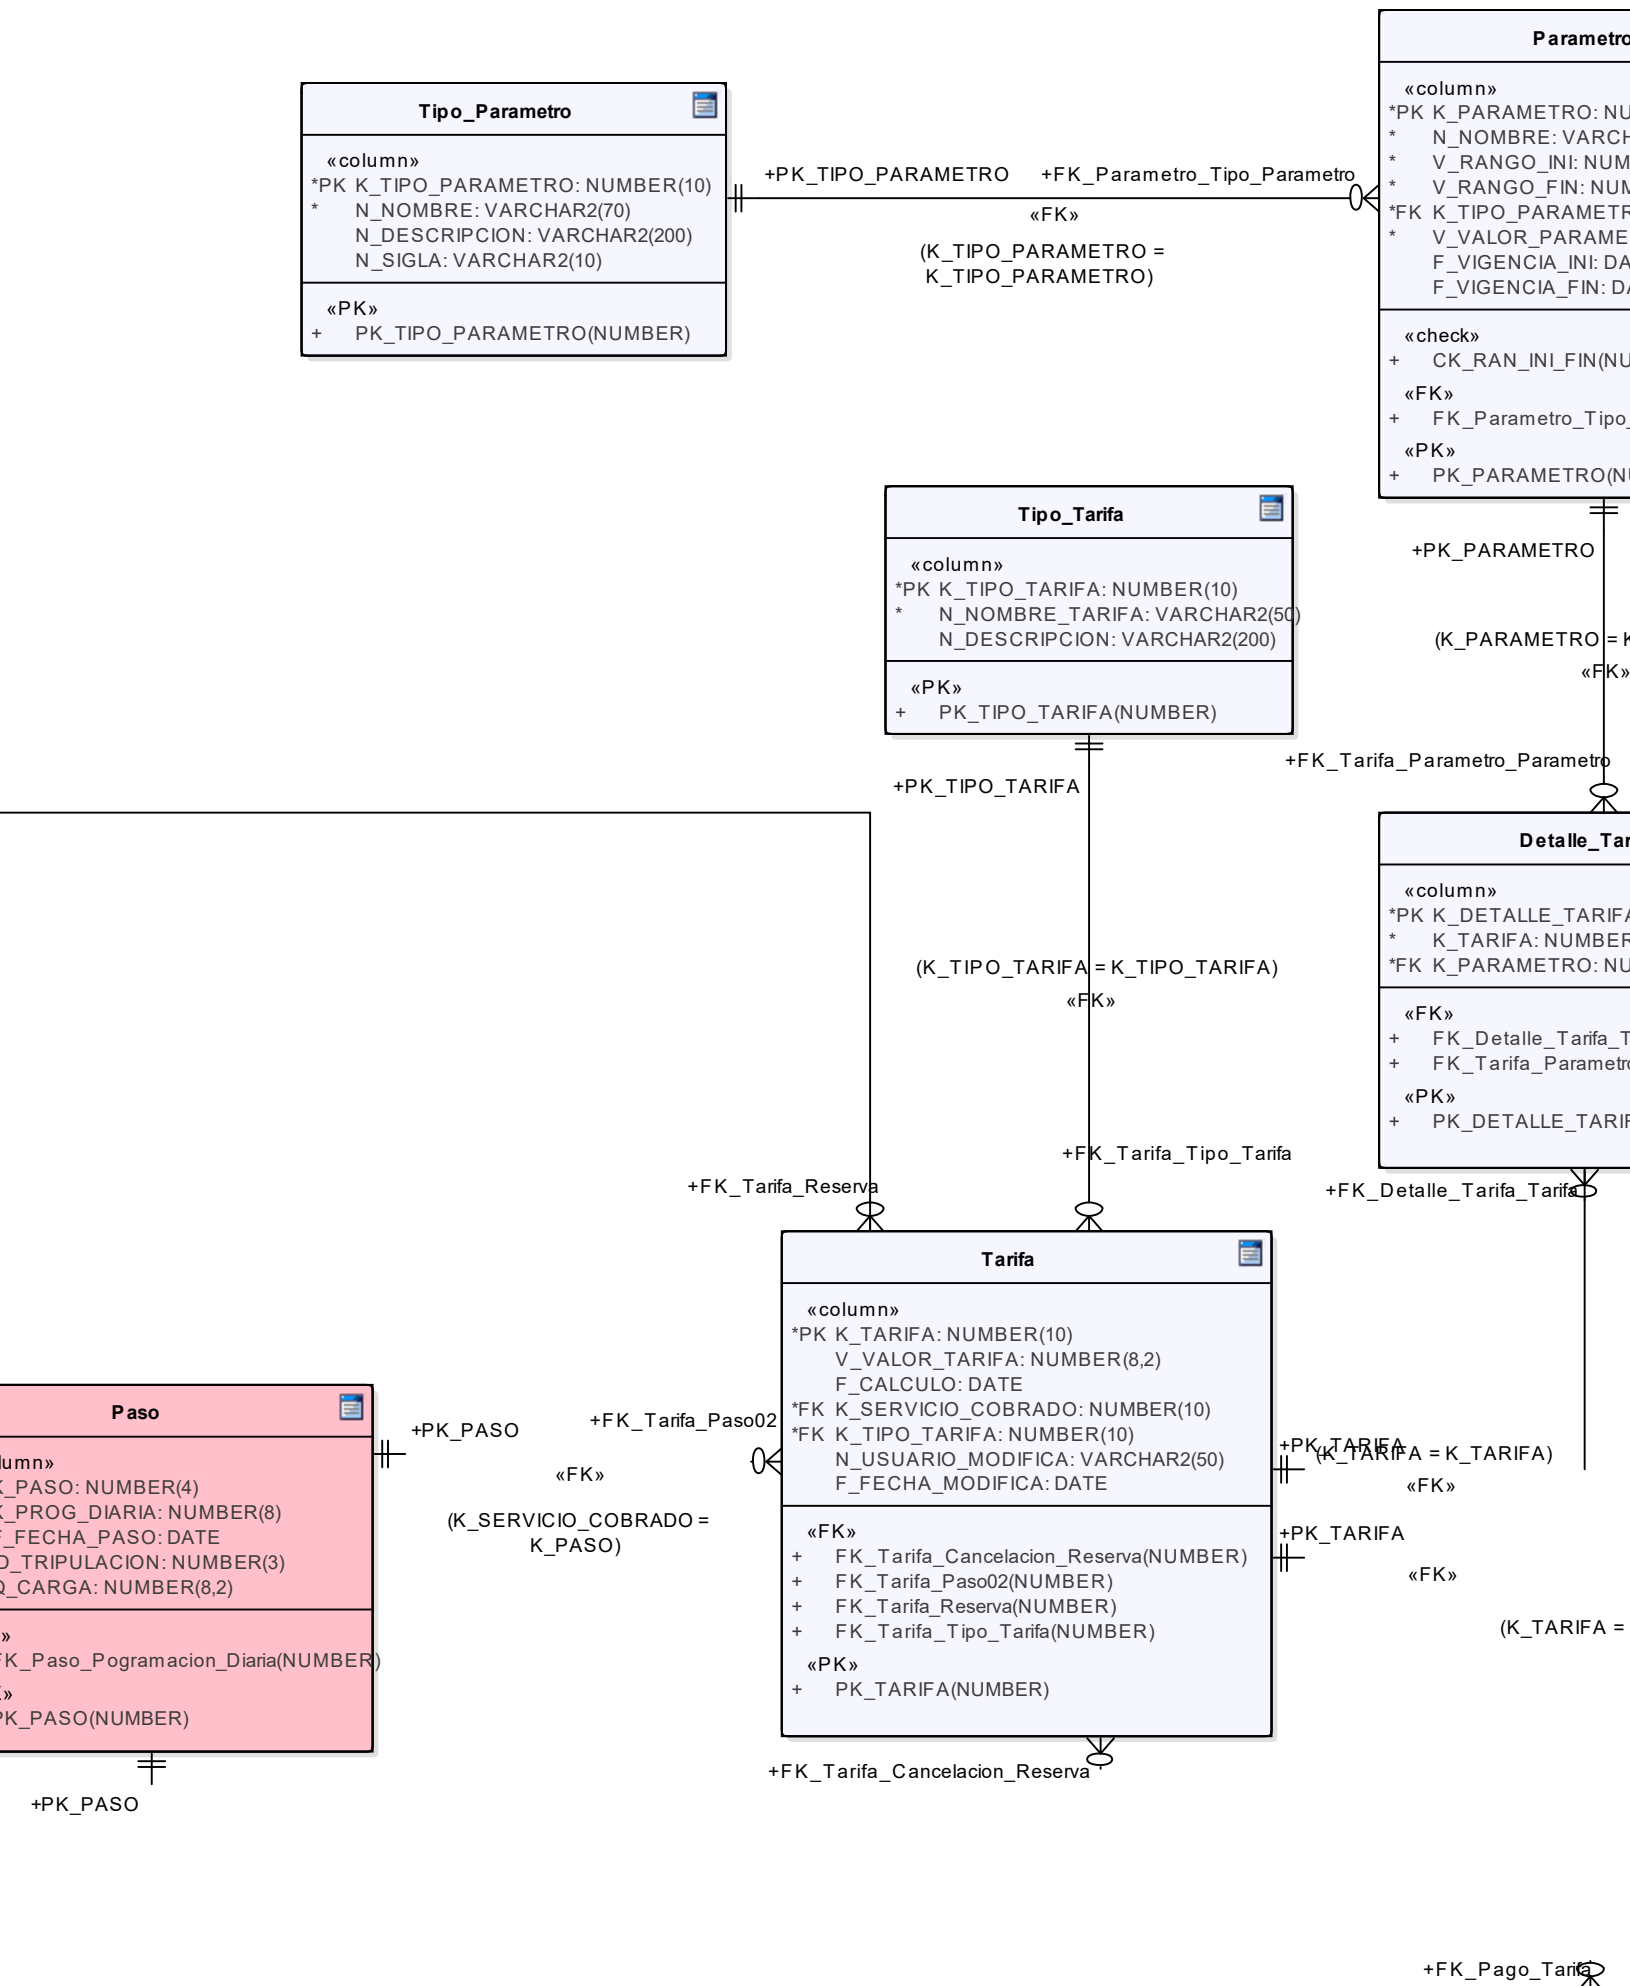 Tipo_Parametro
«column»
*PK K_TIPO_PARAMETRO: NUMBER(10)
* N_NOMBRE: VARCHAR2(70)
N_DESCRIPCION: VARCHAR2(200)
N_SIGLA: VARCHAR2(10)
«PK»
+ PK_TIPO_PARAMETRO(NUMBER)
+PK_TIPO_PARAMETRO
+FK_Parametro_Tipo_Parametro
«FK»
(K_TIPO_PARAMETRO =
K_TIPO_PARAMETRO)
Parametro
«column»
*PK K_PARAMETRO: NU
* N_NOMBRE: VARCH
* V_RANGO_INI: NUM
* V_RANGO_FIN: NUM
*FK K_TIPO_PARAMETR
* V_VALOR_PARAME
F_VIGENCIA_INI: DA
F_VIGENCIA_FIN: DA
«check»
+ CK_RAN_INI_FIN(NU
«FK»
+ FK_Parametro_Tipo_
«PK»
+ PK_PARAMETRO(NU
+PK_PARAMETRO
(K_PARAMETRO = K
«FK»
+FK_Tarifa_Parametro_Parametro
Tipo_Tarifa
«column»
*PK K_TIPO_TARIFA: NUMBER(10)
* N_NOMBRE_TARIFA: VARCHAR2(50)
N_DESCRIPCION: VARCHAR2(200)
«PK»
+ PK_TIPO_TARIFA(NUMBER)
+PK_TIPO_TARIFA
(K_TIPO_TARIFA = K_TIPO_TARIFA)
«FK»
+FK_Tarifa_Tipo_Tarifa
+FK_Tarifa_Reserva
Detalle_Tar
«column»
*PK K_DETALLE_TARIFA
* K_TARIFA: NUMBER
*FK K_PARAMETRO: NU
«FK»
+ FK_Detalle_Tarifa_T
+ FK_Tarifa_Parametro
«PK»
+ PK_DETALLE_TARIF
+FK_Detalle_Tarifa_Tarifa
Tarifa
«column»
*PK K_TARIFA: NUMBER(10)
V_VALOR_TARIFA: NUMBER(8,2)
F_CALCULO: DATE
*FK K_SERVICIO_COBRADO: NUMBER(10)
*FK K_TIPO_TARIFA: NUMBER(10)
N_USUARIO_MODIFICA: VARCHAR2(50)
F_FECHA_MODIFICA: DATE
«FK»
+ FK_Tarifa_Cancelacion_Reserva(NUMBER)
+ FK_Tarifa_Paso02(NUMBER)
+ FK_Tarifa_Reserva(NUMBER)
+ FK_Tarifa_Tipo_Tarifa(NUMBER)
«PK»
+ PK_TARIFA(NUMBER)
+PK_TARIFA
(K_TARIFA = K_TARIFA)
«FK»
+PK_TARIFA
«FK»
(K_TARIFA =
+FK_Tarifa_Cancelacion_Reserva
Paso
lumn»
K_PASO: NUMBER(4)
K_PROG_DIARIA: NUMBER(8)
F_FECHA_PASO: DATE
O_TRIPULACION: NUMBER(3)
Q_CARGA: NUMBER(8,2)
»
FK_Paso_Pogramacion_Diaria(NUMBER)
»
PK_PASO(NUMBER)
+PK_PASO
+FK_Tarifa_Paso02
«FK»
(K_SERVICIO_COBRADO =
K_PASO)
+PK_PASO
+FK_Pago_Tarifa